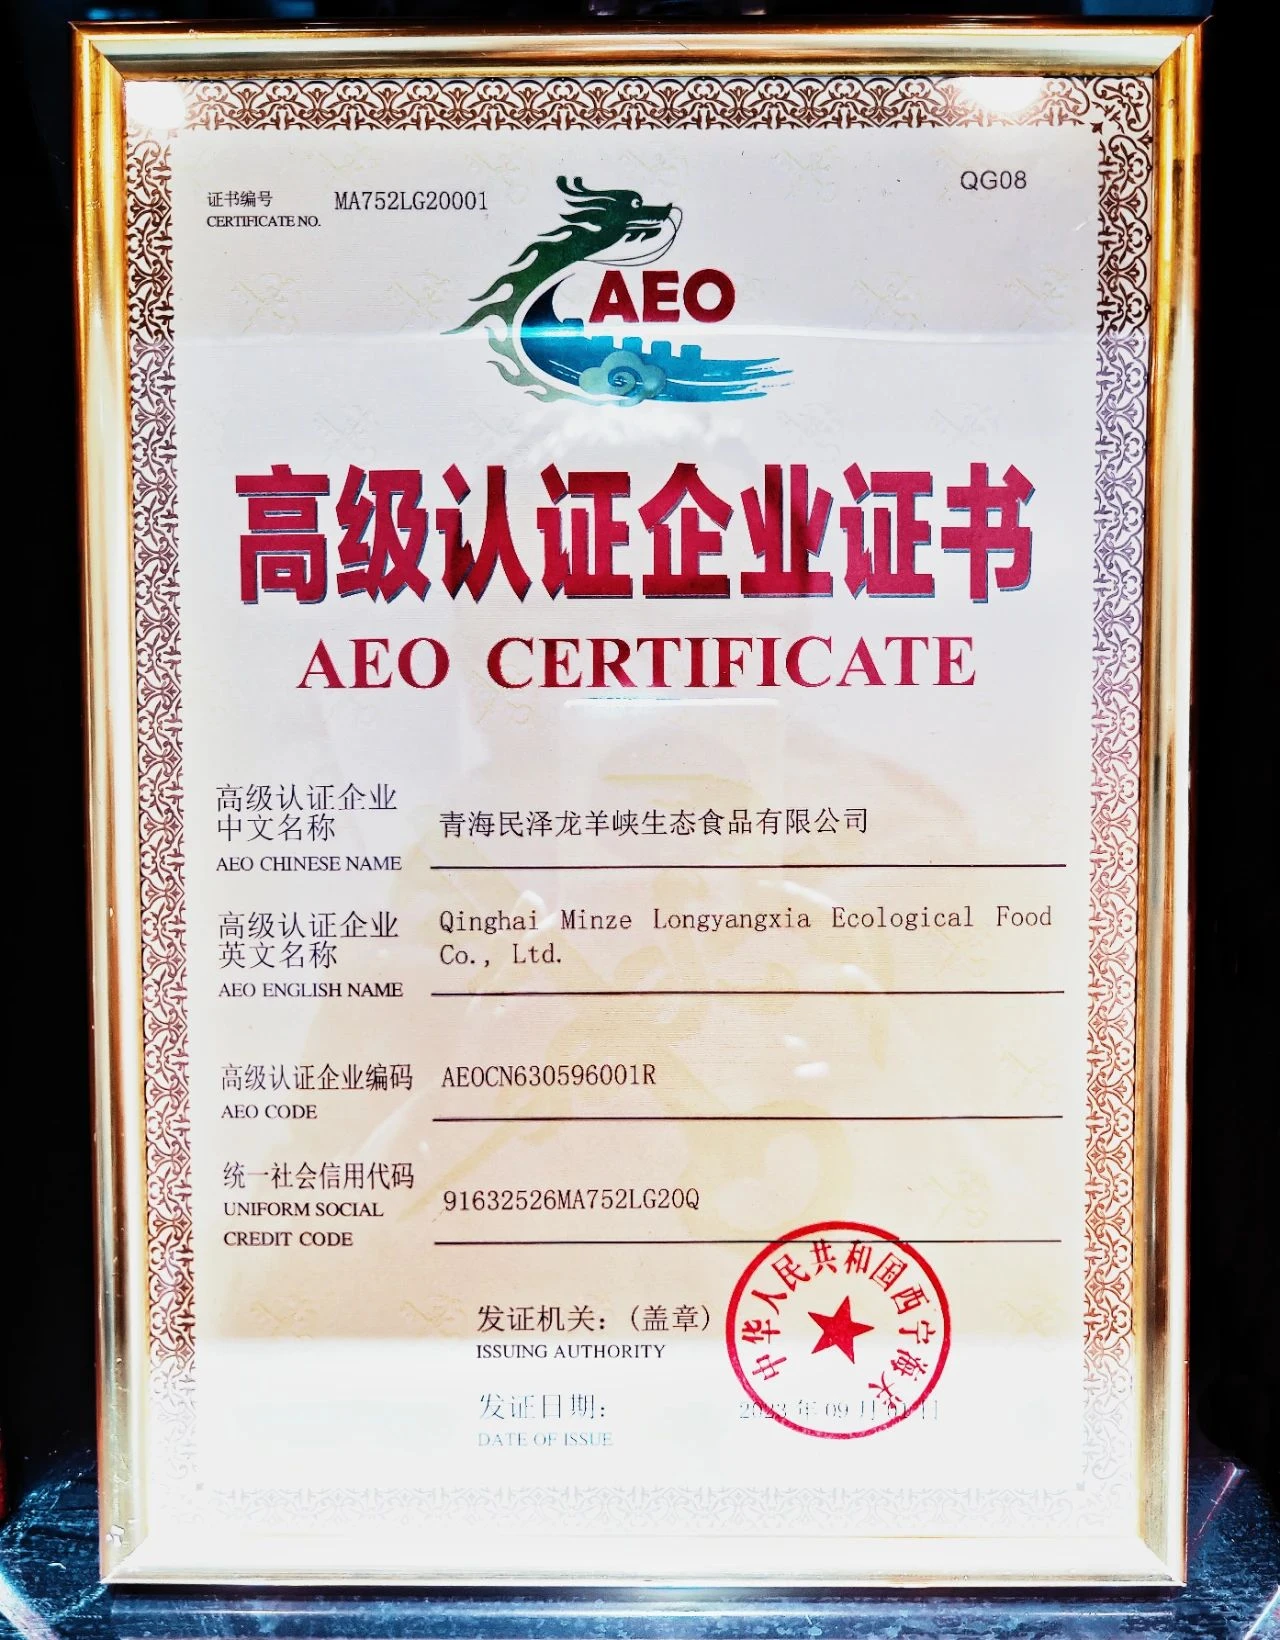 证书编号 MA752LG20001
CERTIFICATE NO.
QG08
AEO
高级认证企业证书
AEO CERTIFICATE
高级认证企业
中文名称
青海民泽龙羊峡生态食品有限公司
AEO CHINESE NAME
高级认证企业
英文名称
Qinghai Minze Longyangxia Ecological Food
Co., Ltd.
AEO ENGLISH NAME
高级认证企业编码 AEOCN630596001R
AEO CODE
统一社会信用代码
91632526MA752LG20Q
UNIFORM SOCIAL
CREDIT CODE
发证机关：(盖章)
ISSUING AUTHORITY
中华人民共和国西宁海关
发证日期： 2023 年 09 月 01 日
DATE OF ISSUE